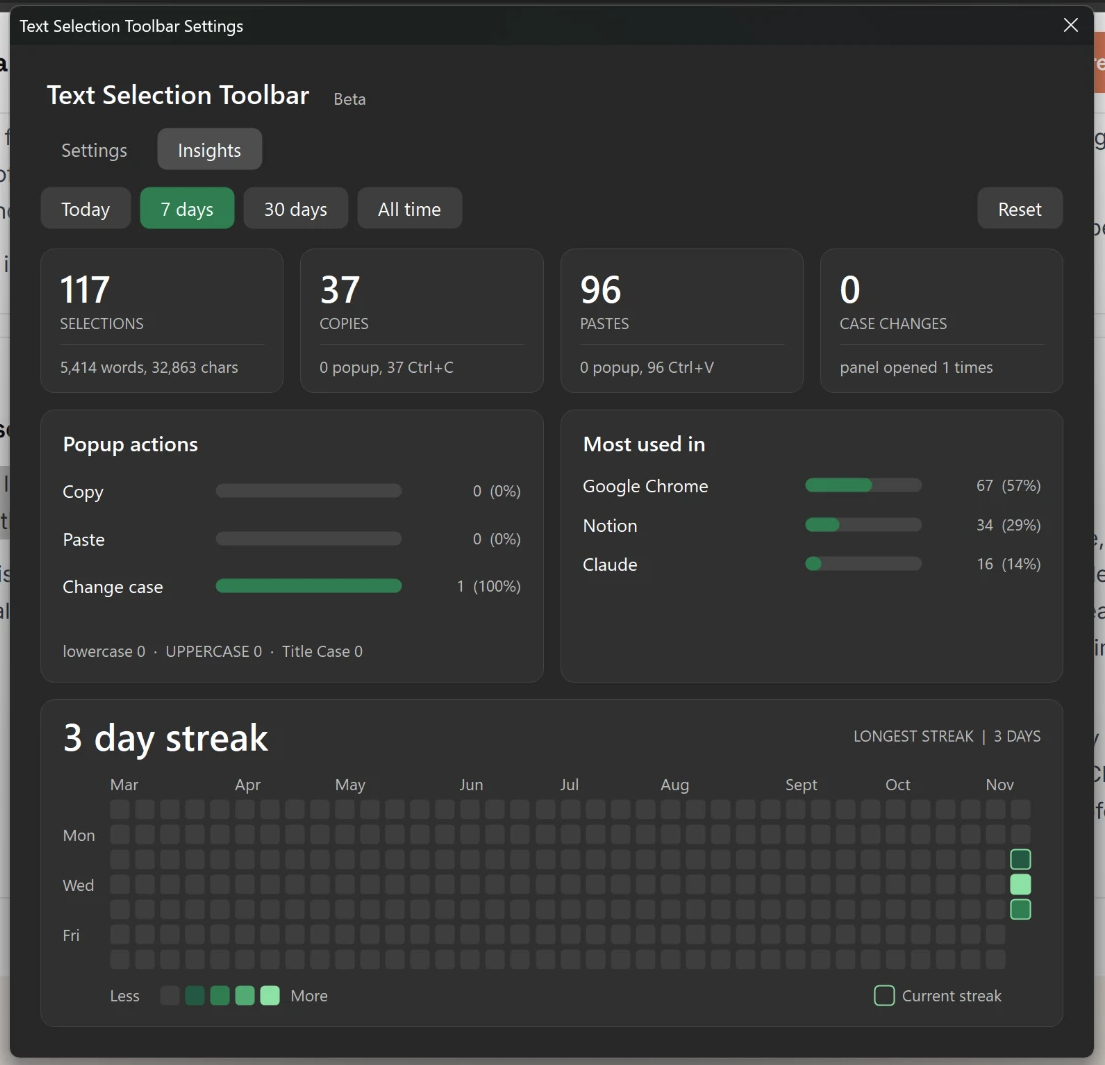 Text Selection Toolbar Settings
Text Selection Toolbar Beta
Settings Insights
Today 7 days 30 days All time Reset
117 37 96 0
SELECTIONS COPIES PASTES CASE CHANGES
5,414 words, 32,863 chars 0 popup, 37 Ctrl+C 0 popup, 96 Ctrl+V panel opened 1 times
Popup actions
Copy 0 (0%)
Paste 0 (0%)
Change case 1 (100%)
lowercase 0 · UPPERCASE 0 · Title Case 0
Most used in
Google Chrome 67 (57%)
Notion 34 (29%)
Claude 16 (14%)
3 day streak LONGEST STREAK | 3 DAYS
Mar Apr May Jun Jul Aug Sept Oct Nov
Mon
Wed
Fri
Less More Current streak